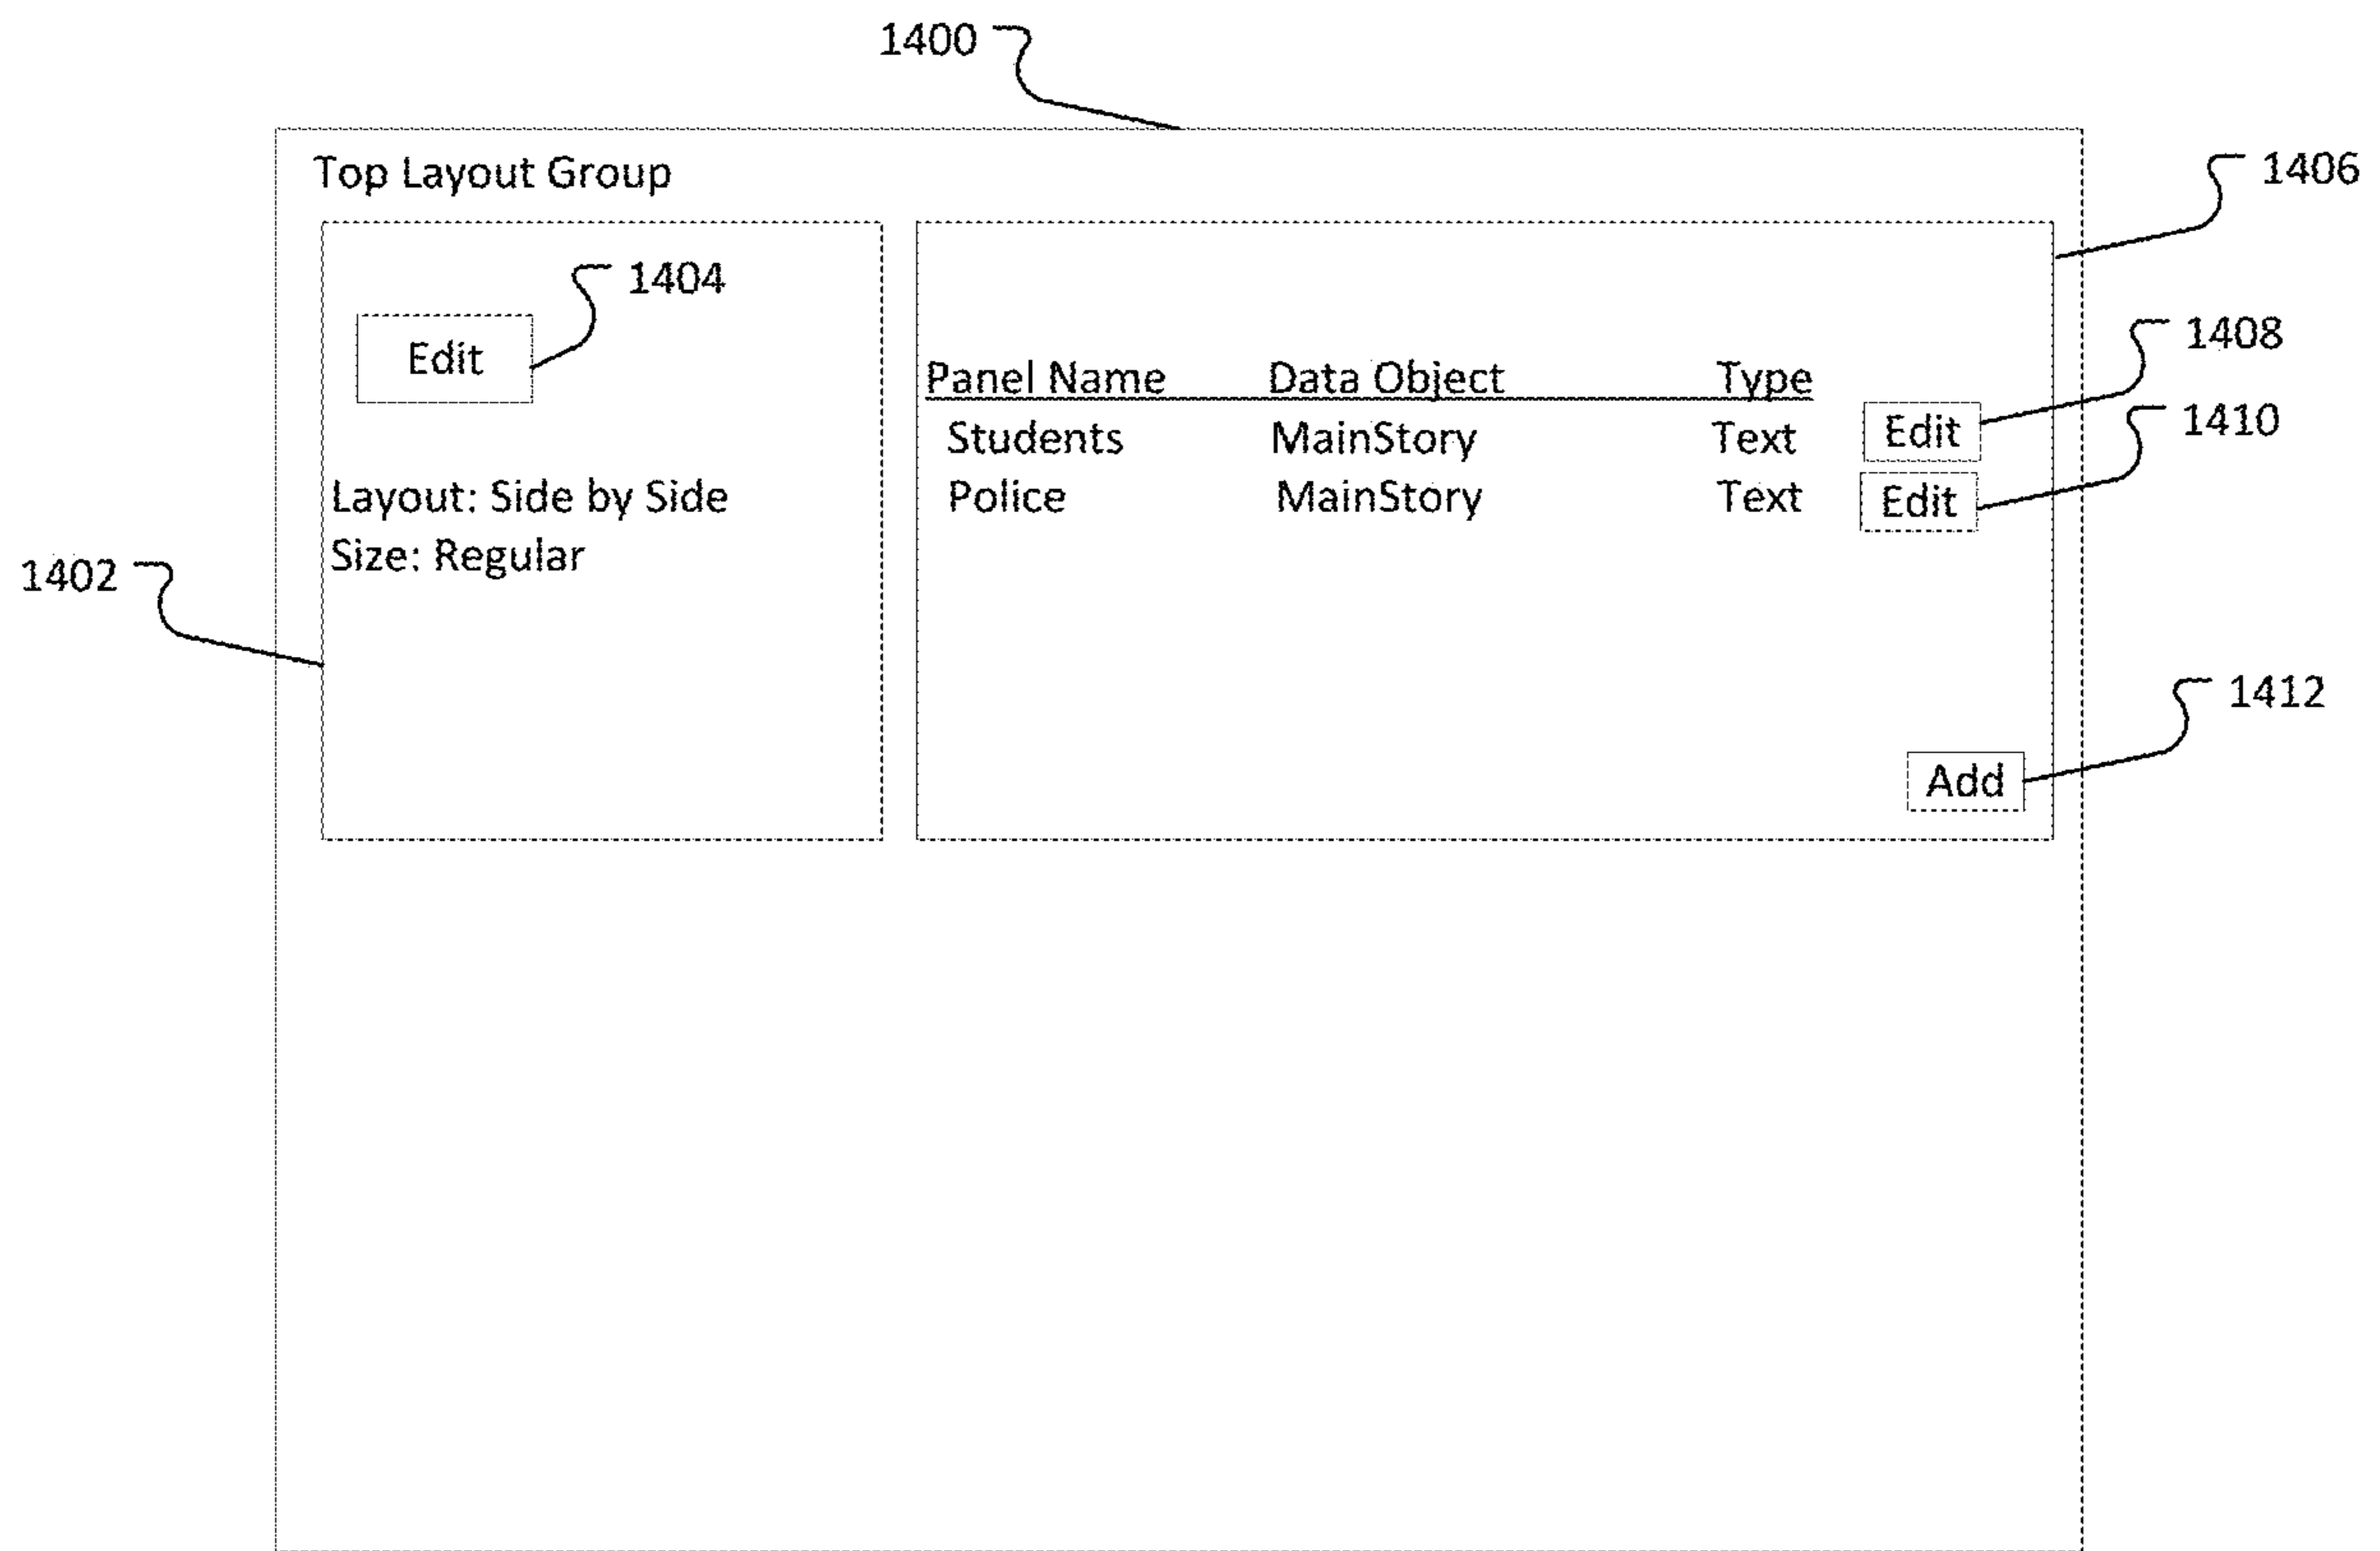 1400
Top Layout Group
1406
1404
Edit
1408
Panel Name Data Object Type
Students MainStory Text Edit
1410
Police MainStory Text Edit
Layout: Side by Side
Size: Regular
1402
1412
Add